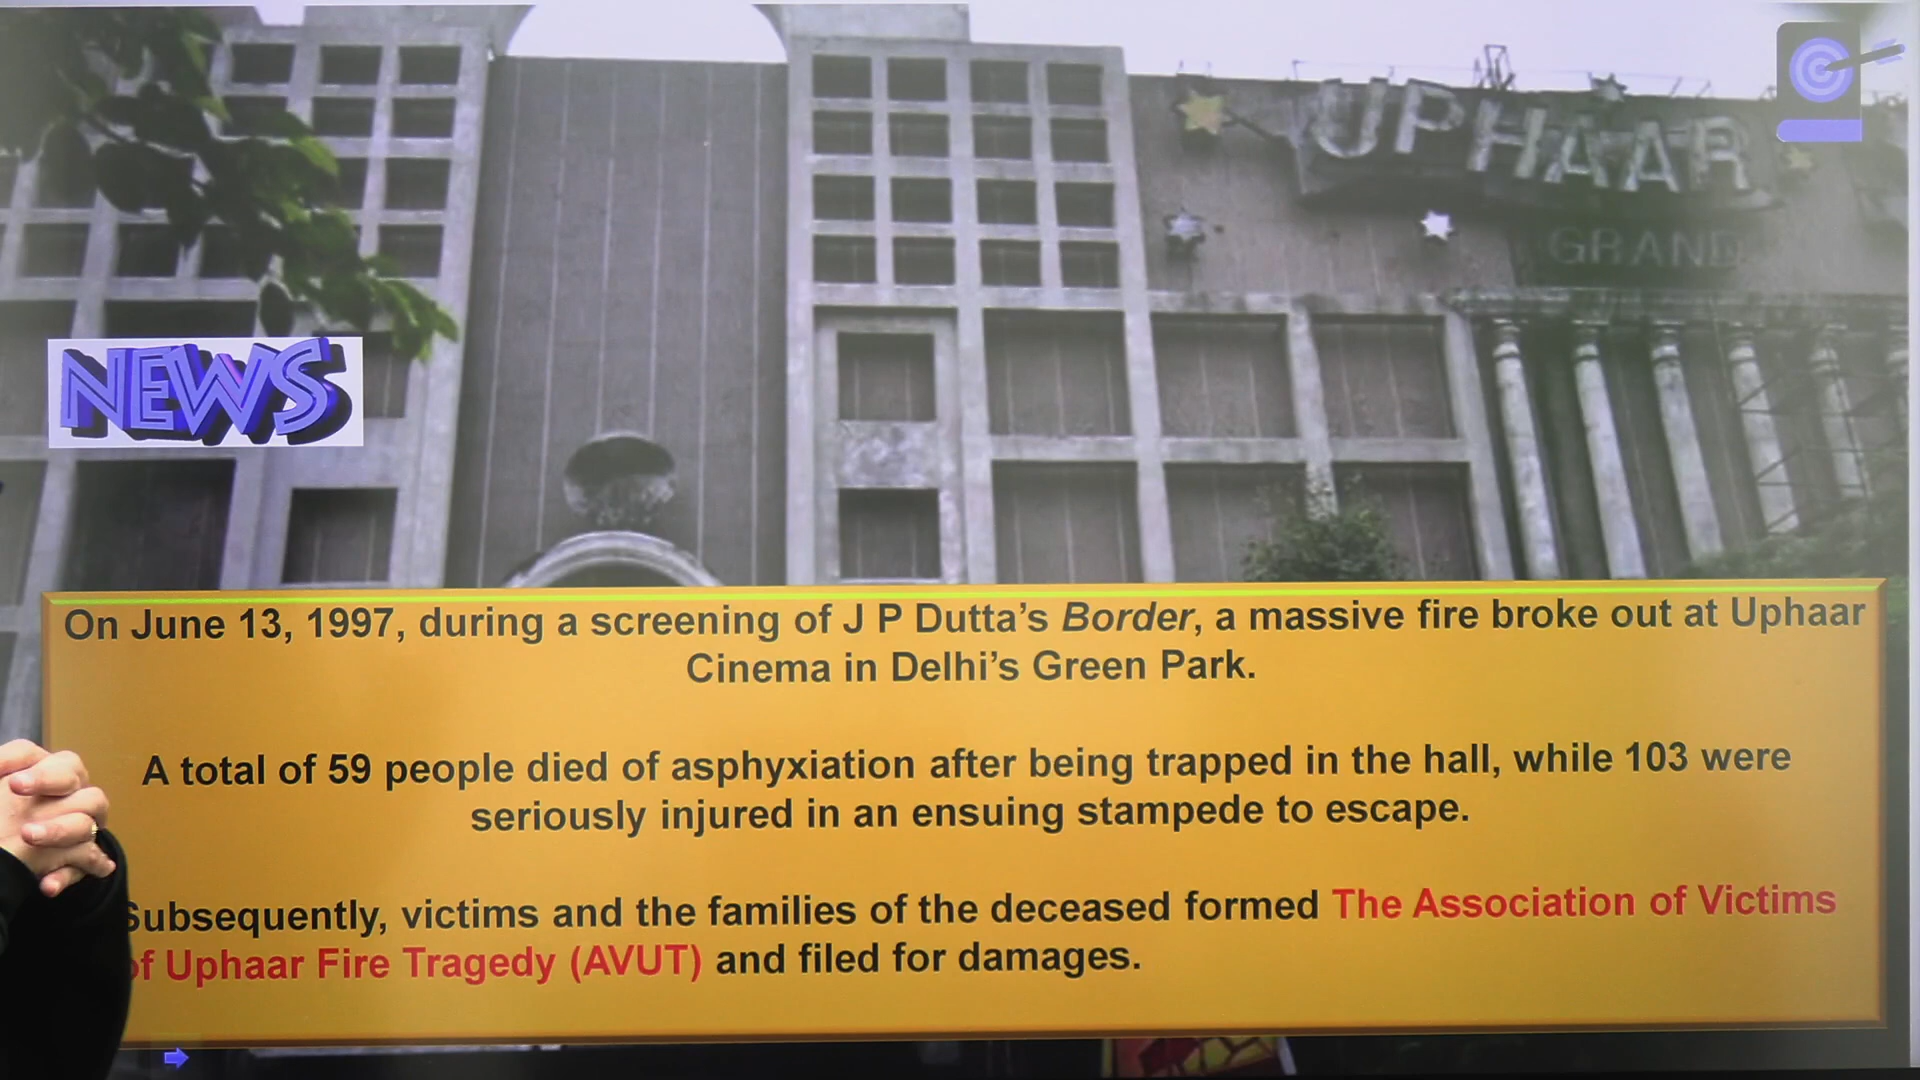 UPHAAR
GRAND
NEWS
On June 13, 1997, during a screening of J P Dutta’s Border, a massive fire broke out at Uphaar
Cinema in Delhi’s Green Park.
A total of 59 people died of asphyxiation after being trapped in the hall, while 103 were
seriously injured in an ensuing stampede to escape.
Subsequently, victims and the families of the deceased formed The Association of Victims
of Uphaar Fire Tragedy (AVUT) and filed for damages.